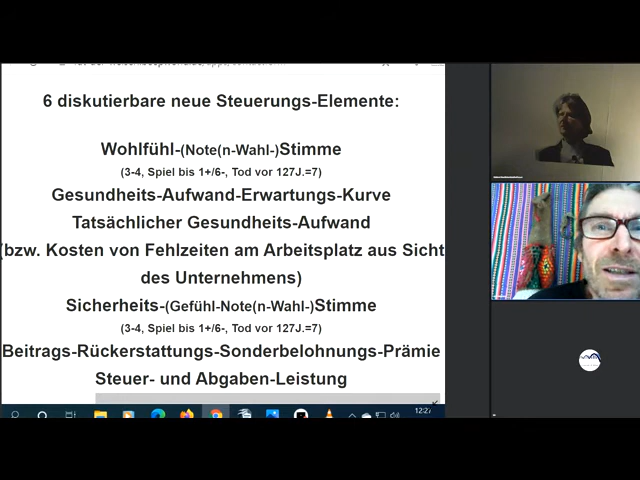 6 diskutierbare neue Steuerungs-Elemente:
Wohlfühl-(Note(n-Wahl-)Stimme
(3-4, Spiel bis 1+/6-, Tod vor 127J.=7)
Gesundheits-Aufwand-Erwartungs-Kurve
Tatsächlicher Gesundheits-Aufwand
(bzw. Kosten von Fehlzeiten am Arbeitsplatz aus Sicht
des Unternehmens)
Sicherheits-(Gefühl-Note(n-Wahl-)Stimme
(3-4, Spiel bis 1+/6-, Tod vor 127J.=7)
Beitrags-Rückerstattungs-Sonderbelohnungs-Prämie
Steuer- und Abgaben-Leistung
12:27